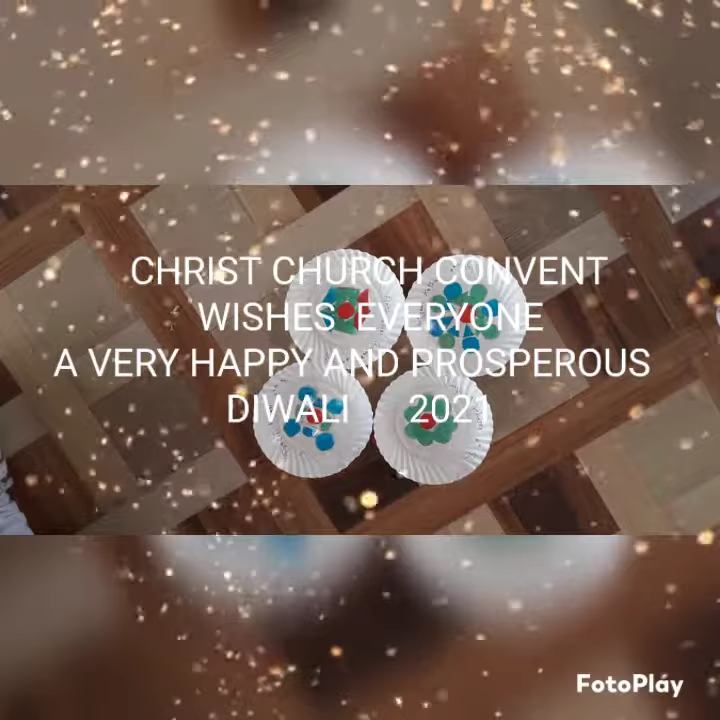 CHRIST CHURCH CONVENT
WISHES EVERYONE
A VERY HAPPY AND PROSPEROUS
DIWALI 2021
FotoPlay